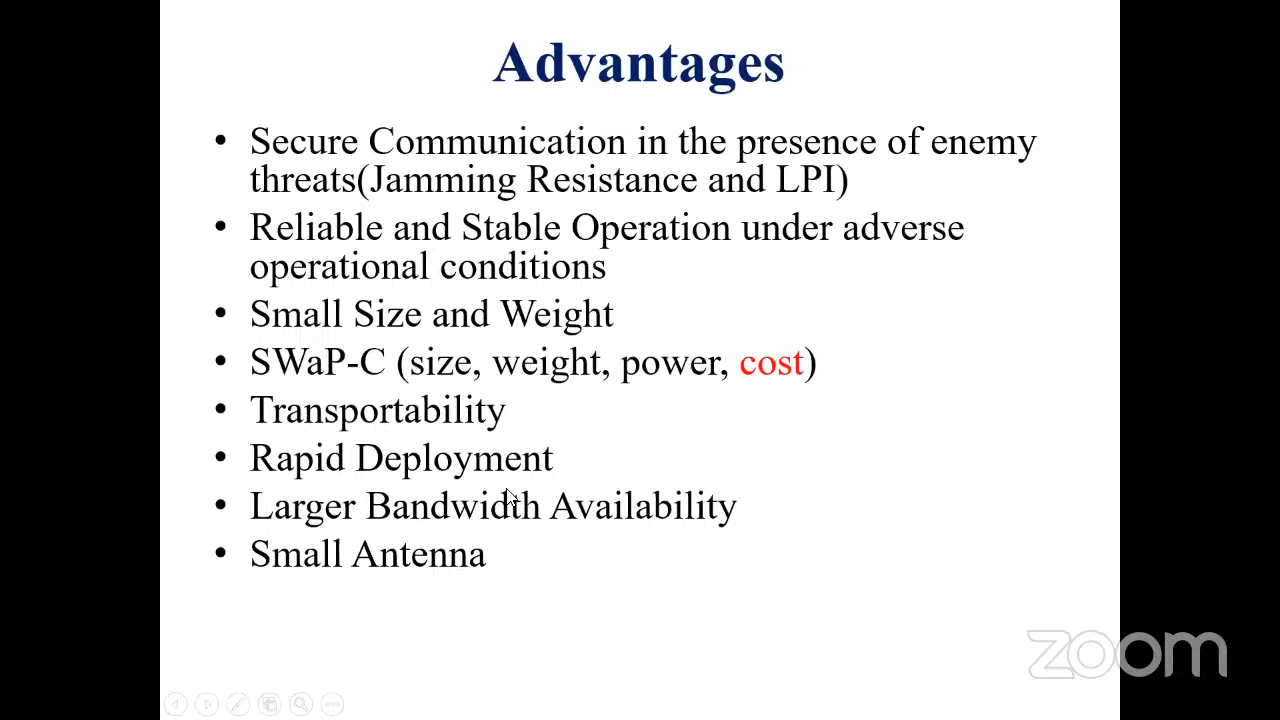 Advantages
• Secure Communication in the presence of enemy
threats(Jamming Resistance and LPI)
• Reliable and Stable Operation under adverse
operational conditions
• Small Size and Weight
• SWaP-C (size, weight, power, cost)
• Transportability
• Rapid Deployment
• Larger Bandwidth Availability
• Small Antenna
zoom